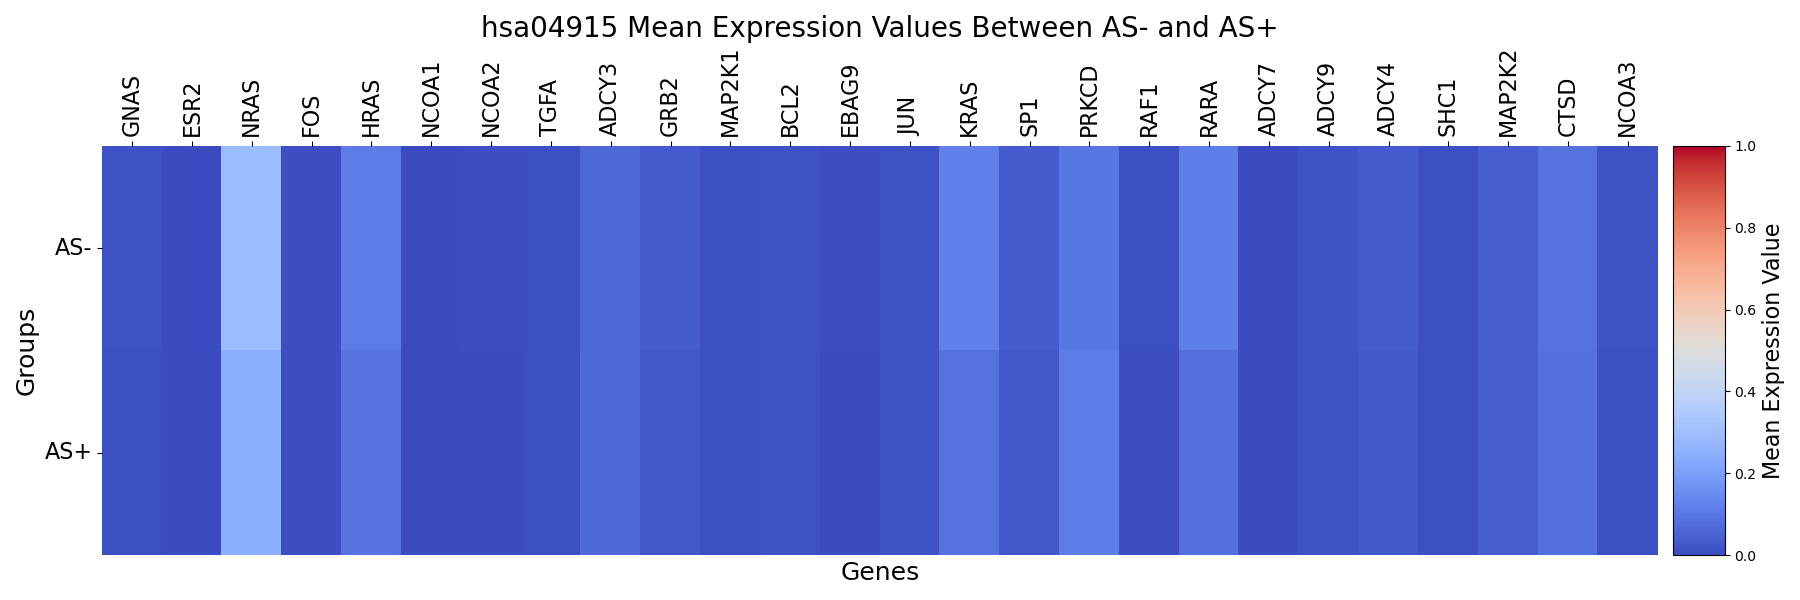 hsa04915 Mean Expression Values Between AS- and AS+
GNAS
ESR2
NRAS
FOS
HRAS
NCOA1
NCOA2
TGFA
ADCY3
GRB2
MAP2K1
BCL2
EBAG9
JUN
KRAS
SP1
PRKCD
RAF1
RARA
ADCY7
ADCY9
ADCY4
SHC1
MAP2K2
CTSD
NCOA3
Groups
AS-
AS+
Genes
1.0
0.8
0.6
0.4
0.2
0.0
Mean Expression Value